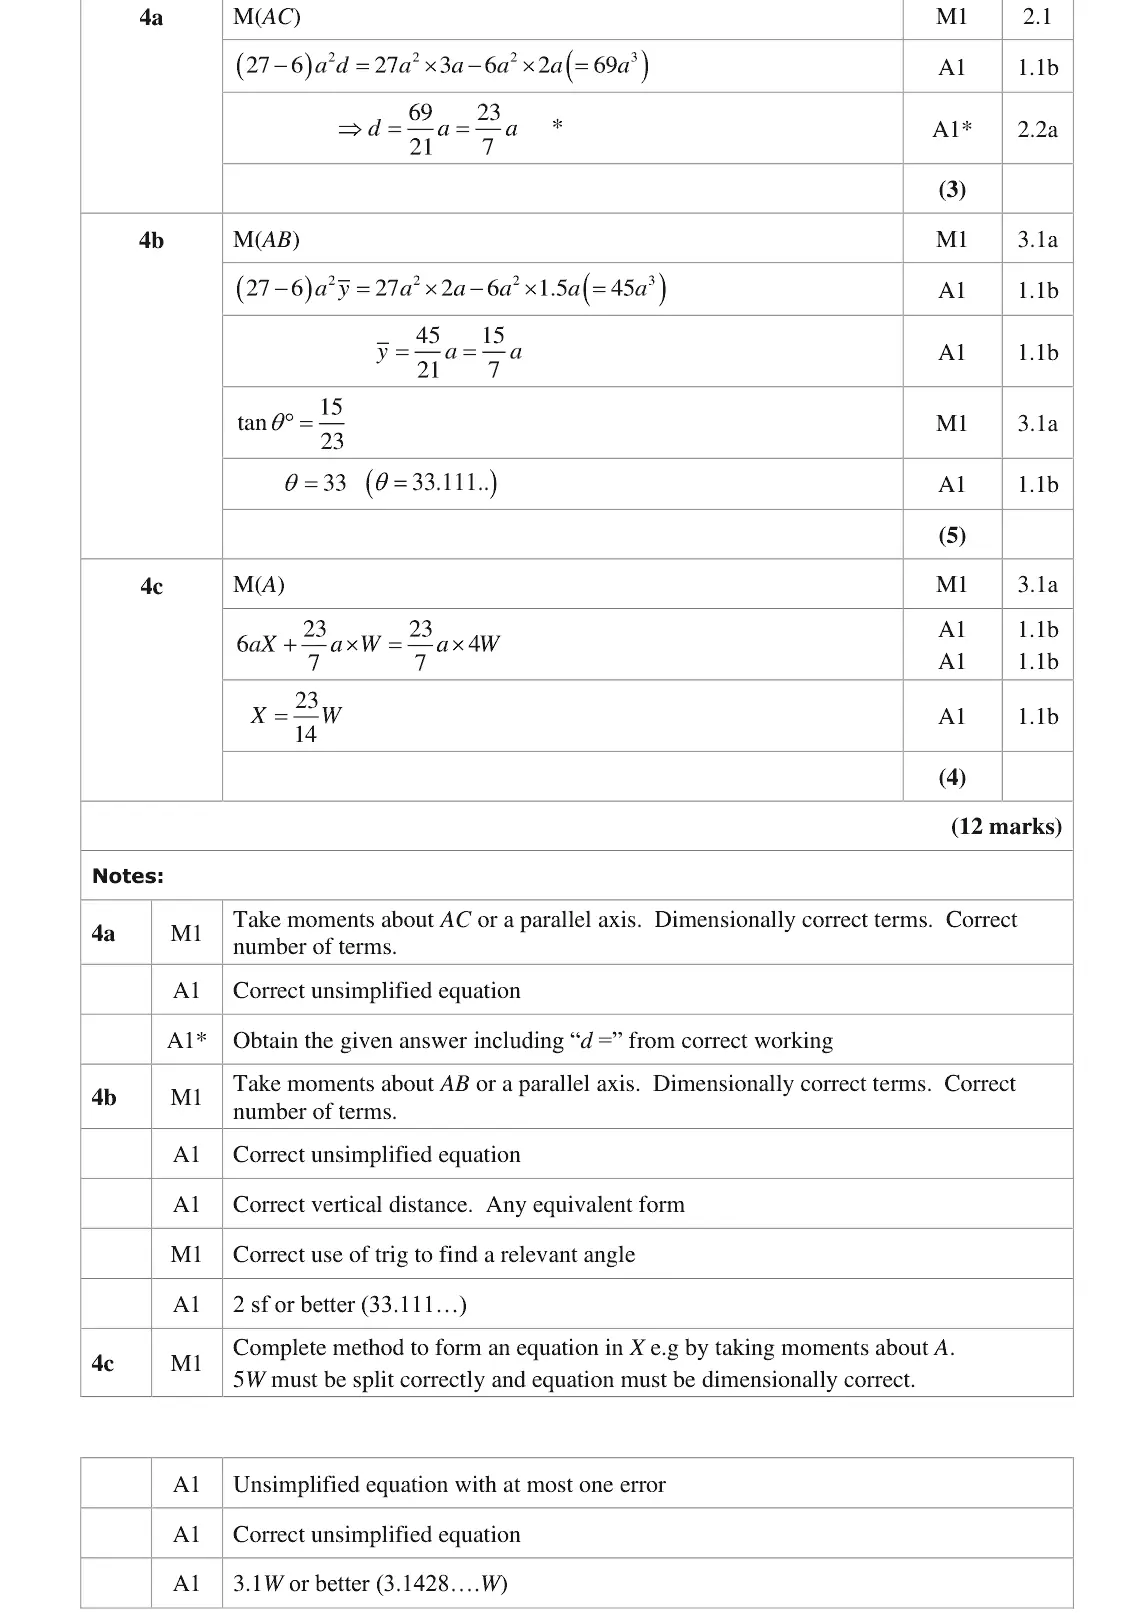 4a M(AC) M1 2.1
(27 − 6)a²d = 27a² × 3a − 6a² × 2a (= 69a³) A1 1.1b
⇒ d = 69/21 a = 23/7 a * A1* 2.2a
(3)
4b M(AB) M1 3.1a
(27 − 6)a²y̅ = 27a² × 2a − 6a² × 1.5a (= 45a³) A1 1.1b
y̅ = 45/21 a = 15/7 a A1 1.1b
tan θ° = 15/23 M1 3.1a
θ = 33 (θ = 33.111..) A1 1.1b
(5)
4c M(A) M1 3.1a
6aX + 23/7 a × W = 23/7 a × 4W A1 1.1b
A1 1.1b
X = 23/14 W A1 1.1b
(4)
(12 marks)
Notes:
4a M1 Take moments about AC or a parallel axis. Dimensionally correct terms. Correct
number of terms.
A1 Correct unsimplified equation
A1* Obtain the given answer including “d =” from correct working
4b M1 Take moments about AB or a parallel axis. Dimensionally correct terms. Correct
number of terms.
A1 Correct unsimplified equation
A1 Correct vertical distance. Any equivalent form
M1 Correct use of trig to find a relevant angle
A1 2 sf or better (33.111…)
4c M1 Complete method to form an equation in X e.g by taking moments about A.
5W must be split correctly and equation must be dimensionally correct.
A1 Unsimplified equation with at most one error
A1 Correct unsimplified equation
A1 3.1W or better (3.1428….W)